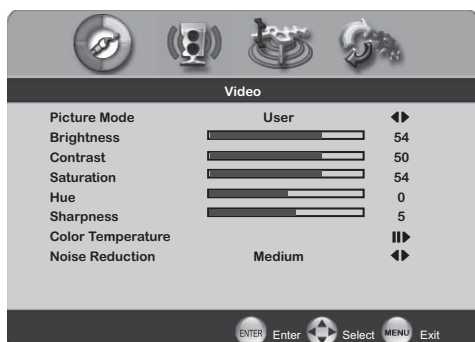 Video
Picture Mode User
Brightness 54
Contrast 50
Saturation 54
Hue 0
Sharpness 5
Color Temperature
Noise Reduction Medium
ENTER Enter Select MENU Exit